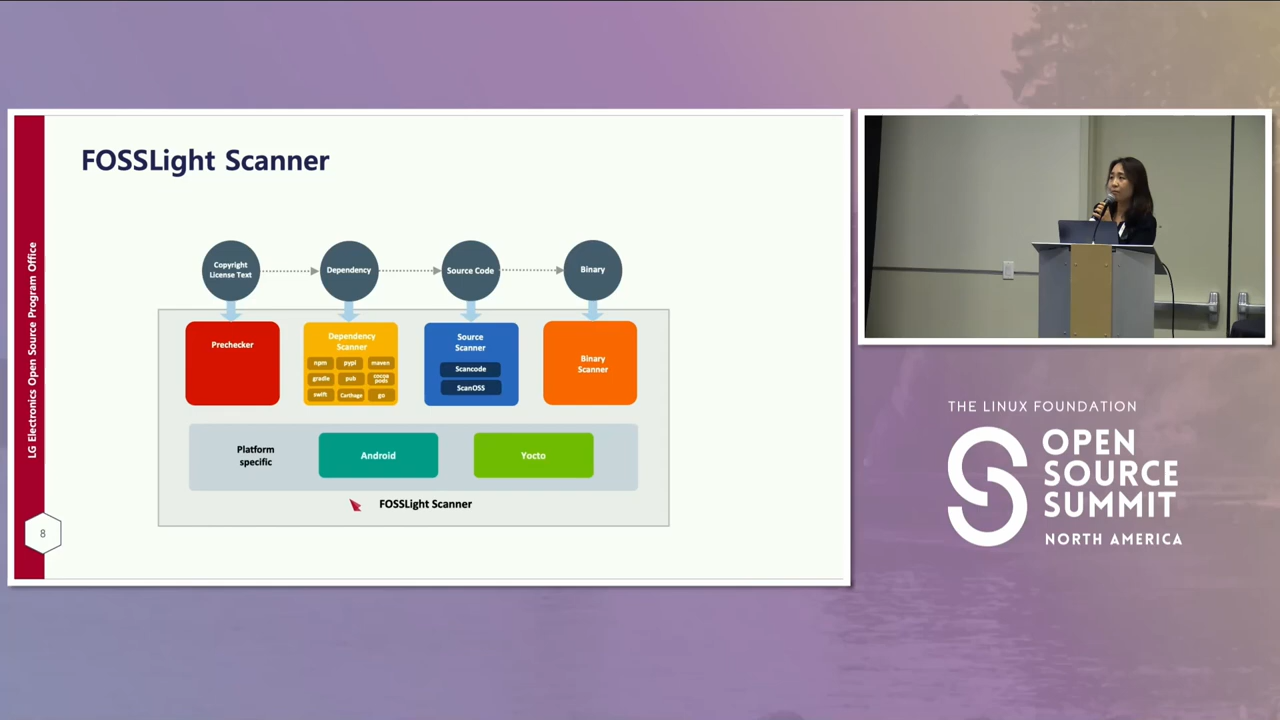 FOSSLight Scanner
LG Electronics Open Source Program Office
Copyright
License Text
Dependency
Source Code
Binary
Prechecker
Dependency
Scanner
npm
pypl
maven
gradle
pub
cocoa
pods
swift
Carthage
go
Source
Scanner
Scancode
ScanOSS
Binary
Scanner
Platform
specific
Android
Yocto
FOSSLight Scanner
8
THE LINUX FOUNDATION
OPEN
SOURCE
SUMMIT
NORTH AMERICA